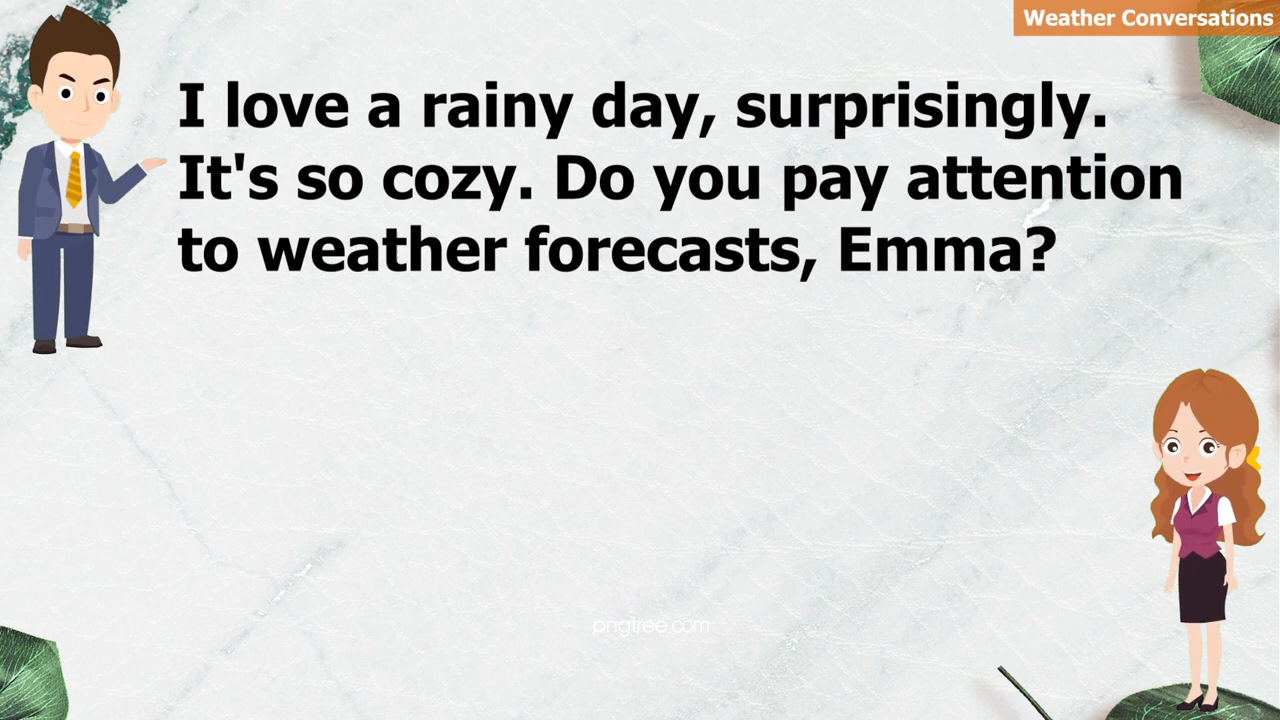 Weather Conversations
I love a rainy day, surprisingly.
It's so cozy. Do you pay attention
to weather forecasts, Emma?
pngtree.com